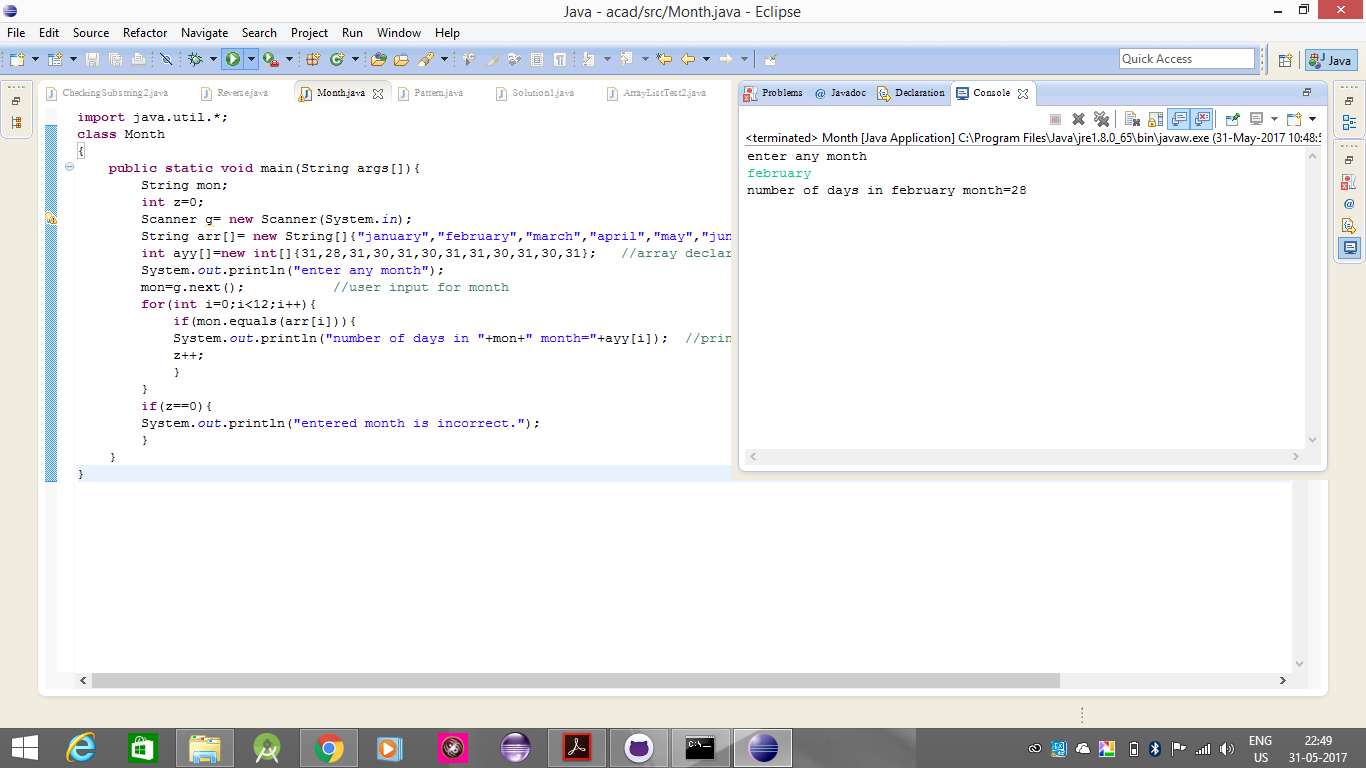 Java - acad/src/Month.java - Eclipse
File Edit Source Refactor Navigate Search Project Run Window Help
Quick Access
Java
CheckingSubstring2.java Reverse.java Month.java Pattern.java Solution1.java ArrayListTest2.java
import java.util.*;
class Month
{
public static void main(String args[]){
String mon;
int z=0;
Scanner g= new Scanner(System.in);
String arr[]= new String[]{"january","february","march","april","may","jun
int ayy[]=new int[]{31,28,31,30,31,30,31,31,30,31,30,31}; //array declar
System.out.println("enter any month");
mon=g.next(); //user input for month
for(int i=0;i<12;i++){
if(mon.equals(arr[i])){
System.out.println("number of days in "+mon+" month="+ayy[i]); //prin
z++;
}
}
if(z==0){
System.out.println("entered month is incorrect.");
}
}
}
Problems @ Javadoc Declaration Console
<terminated> Month [Java Application] C:\Program Files\Java\jre1.8.0_65\bin\javaw.exe (31-May-2017 10:48:5
enter any month
february
number of days in february month=28
ENG 22:49
US 31-05-2017